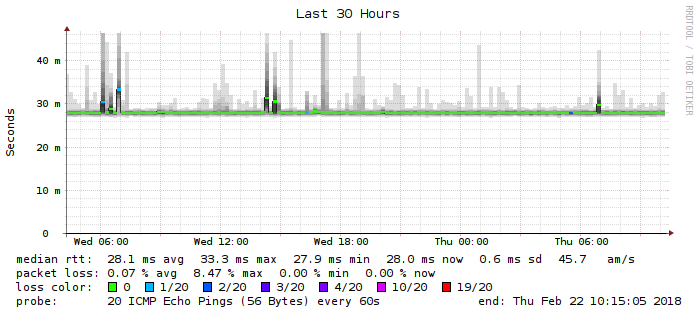 Last 30 Hours
RRDTOOL / TOBI OETIKER
Seconds
40 m
30 m
20 m
10 m
0
Wed 06:00 Wed 12:00 Wed 18:00 Thu 00:00 Thu 06:00
median rtt: 28.1 ms avg 33.3 ms max 27.9 ms min 28.0 ms now 0.6 ms sd 45.7 am/s
packet loss: 0.07 % avg 8.47 % max 0.00 % min 0.00 % now
loss color: 0 1/20 2/20 3/20 4/20 10/20 19/20
probe: 20 ICMP Echo Pings (56 Bytes) every 60s end: Thu Feb 22 10:15:05 2018